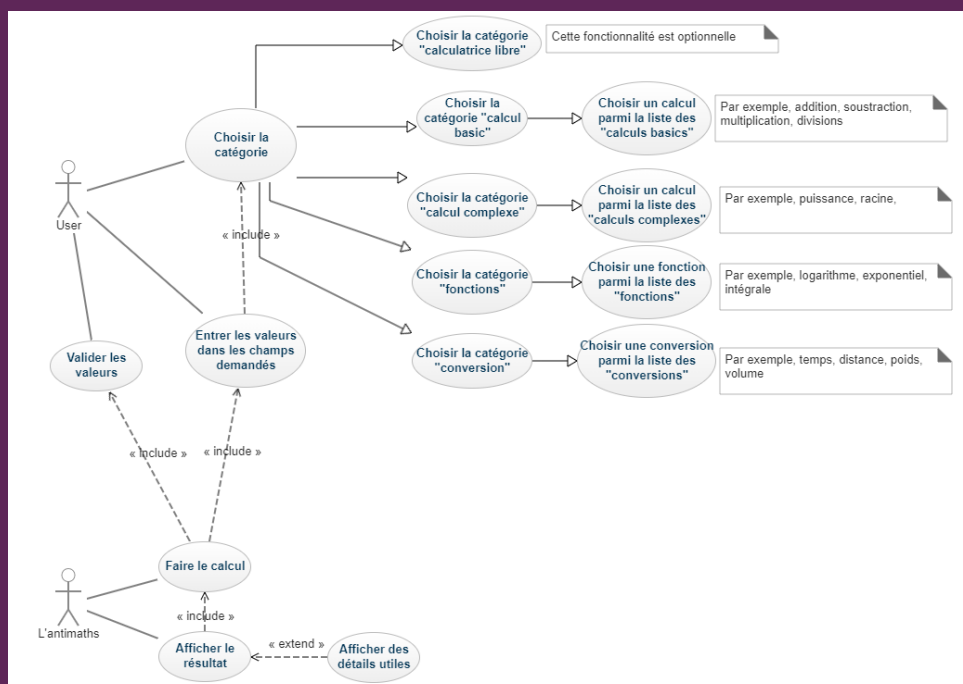 Choisir la catégorie
"calculatrice libre"
Cette fonctionnalité est optionnelle
Choisir la
catégorie
Choisir la
catégorie "calcul
basic"
Choisir un calcul
parmi la liste des
"calculs basics"
Par exemple, addition, soustraction,
multiplication, divisions
User
Choisir la catégorie
"calcul complexe"
Choisir un calcul
parmi la liste des
"calculs complexes"
Par exemple, puissance, racine,
« include »
Choisir la catégorie
"fonctions"
Choisir une fonction
parmi la liste des
"fonctions"
Par exemple, logarithme, exponentiel,
intégrale
Valider les
valeurs
Entrer les valeurs
dans les champs
demandés
Choisir la catégorie
"conversion"
Choisir une conversion
parmi la liste des
"conversions"
Par exemple, temps, distance, poids,
volume
« include »
« include »
Faire le calcul
L'antimaths
« include »
Afficher le
résultat
« extend »
Afficher des
détails utiles